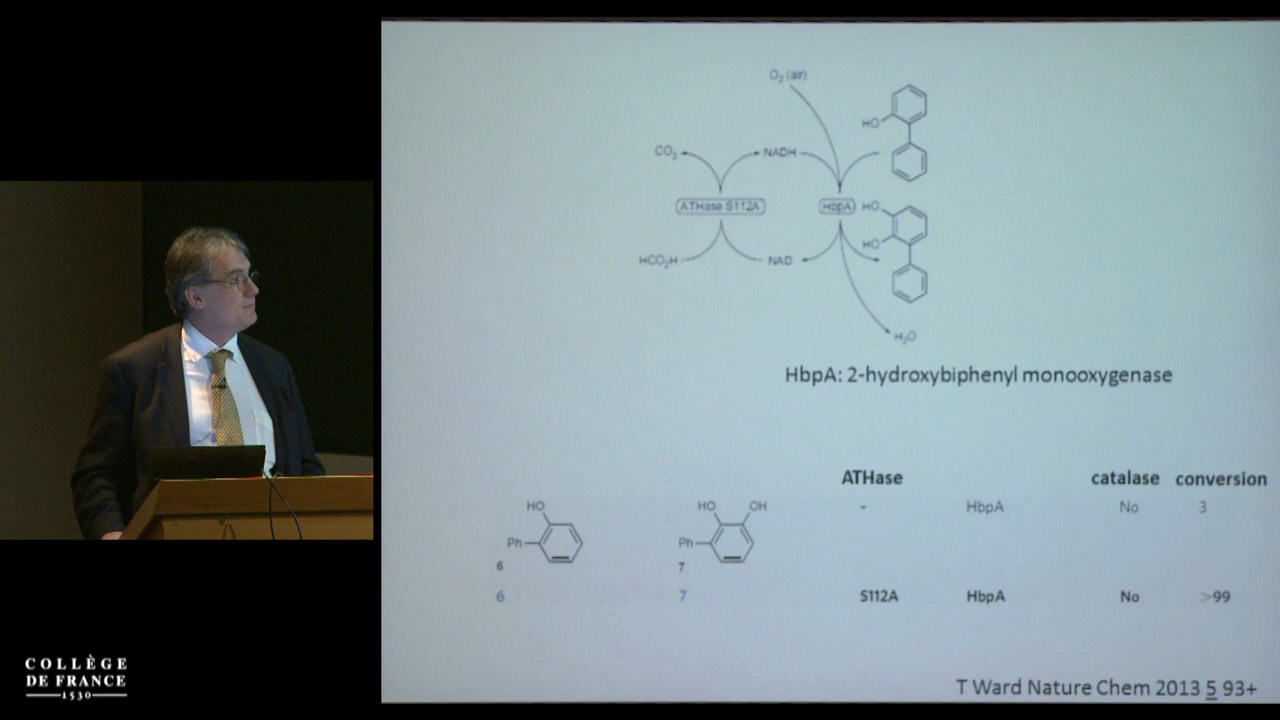 O₂ (air)
HO
CO₂
NADH
ATHase S112A
HbpA
HO
HO
HCO₂H
NAD
H₂O
HbpA: 2-hydroxybiphenyl monooxygenase
ATHase
catalase
conversion
HO
HO
OH
-
HbpA
No
3
Ph
Ph
6
7
6
7
S112A
HbpA
No
>99
COLLÈGE
DE FRANCE
1530
T Ward Nature Chem 2013 5 93+